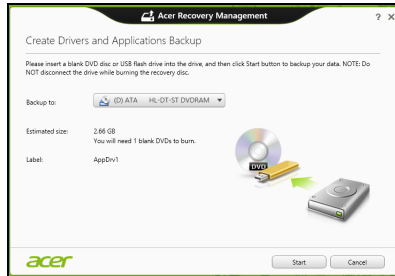 Acer Recovery Management
? X
Create Drivers and Applications Backup
Please insert a blank DVD disc or USB flash drive into the drive, and then click Start button to backup your data. NOTE: Do
NOT disconnect the drive while burning the recovery disc.
Backup to:
(D) ATA HL-DT-ST DVDRAM
Estimated size:
2.66 GB
You will need 1 blank DVDs to burn.
Label:
AppDrv1
DVD
acer
Start
Cancel